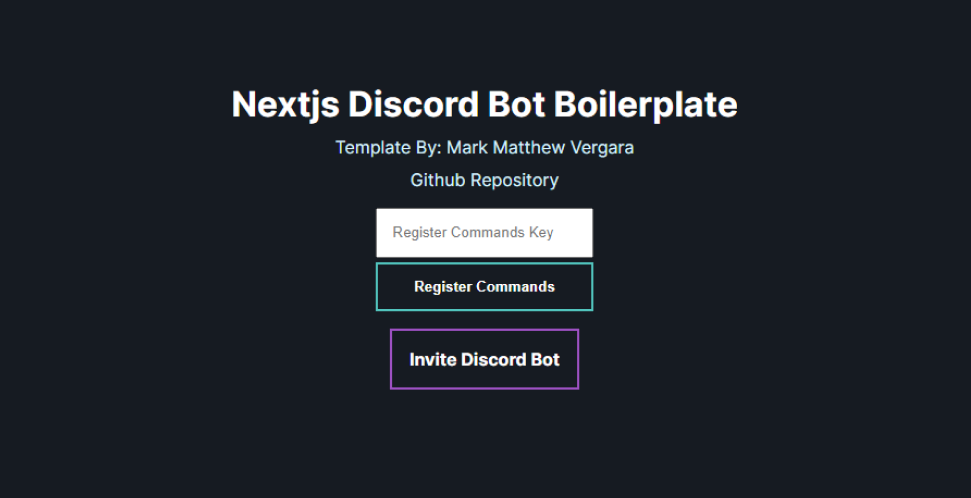 Nextjs Discord Bot Boilerplate
Template By: Mark Matthew Vergara
Github Repository
Register Commands Key
Register Commands
Invite Discord Bot